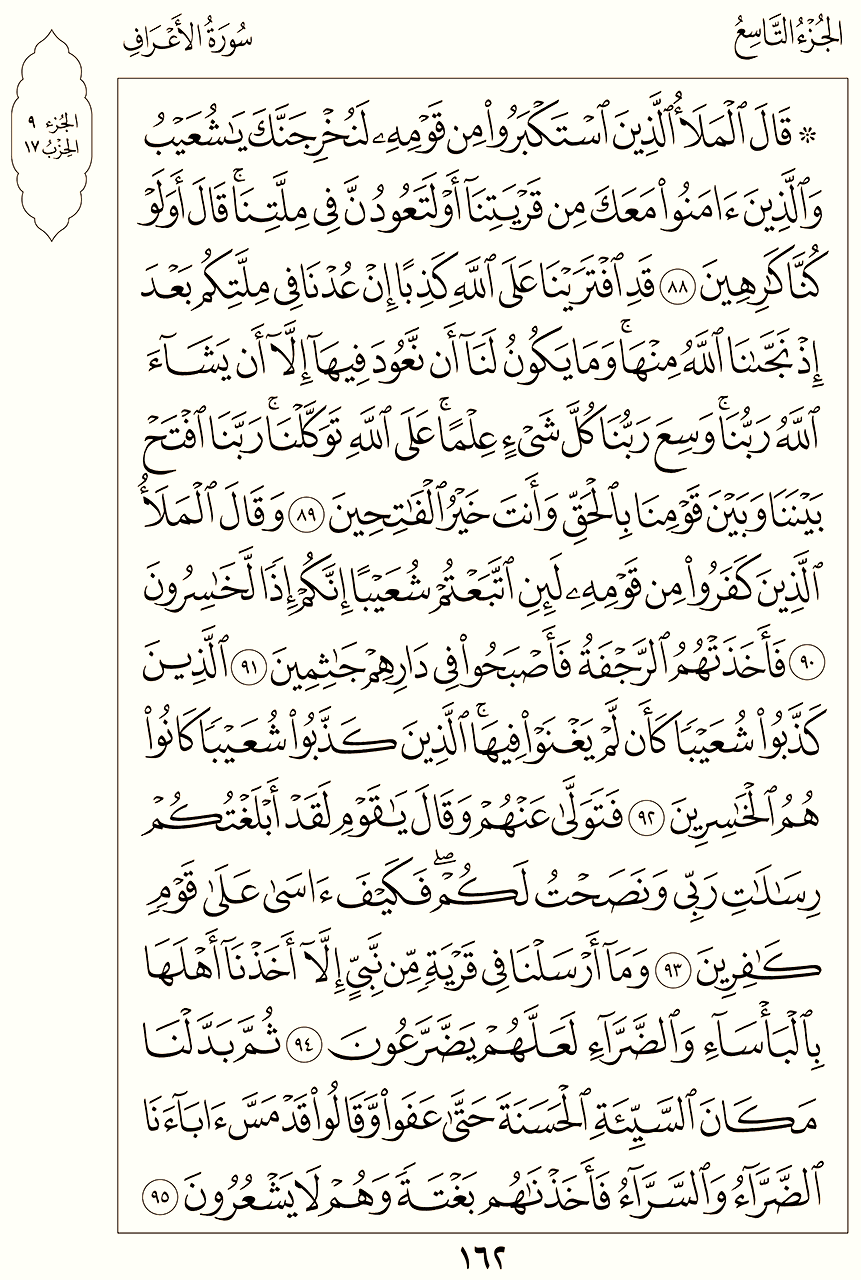 الجُزْءُ التَّاسِعُ
سُورَةُ الأَعْرَافِ
الجُزء ٩
الحِزْبُ ١٧
۞ قَالَ ٱلْمَلَأُ ٱلَّذِينَ ٱسْتَكْبَرُوا۟ مِن قَوْمِهِۦ لَنُخْرِجَنَّكَ يَـٰشُعَيْبُ
وَٱلَّذِينَ ءَامَنُوا۟ مَعَكَ مِن قَرْيَتِنَآ أَوْ لَتَعُودُنَّ فِى مِلَّتِنَا ۚ قَالَ أَوَلَوْ
كُنَّا كَـٰرِهِينَ ٨٨ قَدِ ٱفْتَرَيْنَا عَلَى ٱللَّهِ كَذِبًا إِنْ عُدْنَا فِى مِلَّتِكُم بَعْدَ
إِذْ نَجَّىٰنَا ٱللَّهُ مِنْهَا ۚ وَمَا يَكُونُ لَنَآ أَن نَّعُودَ فِيهَآ إِلَّآ أَن يَشَآءَ
ٱللَّهُ رَبُّنَا ۚ وَسِعَ رَبُّنَا كُلَّ شَىْءٍ عِلْمًا ۚ عَلَى ٱللَّهِ تَوَكَّلْنَا ۚ رَبَّنَا ٱفْتَحْ
بَيْنَنَا وَبَيْنَ قَوْمِنَا بِٱلْحَقِّ وَأَنتَ خَيْرُ ٱلْفَـٰتِحِينَ ٨٩ وَقَالَ ٱلْمَلَأُ
ٱلَّذِينَ كَفَرُوا۟ مِن قَوْمِهِۦ لَئِنِ ٱتَّبَعْتُمْ شُعَيْبًا إِنَّكُمْ إِذًا لَّخَـٰسِرُونَ
٩٠ فَأَخَذَتْهُمُ ٱلرَّجْفَةُ فَأَصْبَحُوا۟ فِى دَارِهِمْ جَـٰثِمِينَ ٩١ ٱلَّذِينَ
كَذَّبُوا۟ شُعَيْبًا كَأَن لَّمْ يَغْنَوْا۟ فِيهَا ۚ ٱلَّذِينَ كَذَّبُوا۟ شُعَيْبًا كَانُوا۟
هُمُ ٱلْخَـٰسِرِينَ ٩٢ فَتَوَلَّىٰ عَنْهُمْ وَقَالَ يَـٰقَوْمِ لَقَدْ أَبْلَغْتُكُمْ
رِسَـٰلَـٰتِ رَبِّى وَنَصَحْتُ لَكُمْ ۖ فَكَيْفَ ءَاسَىٰ عَلَىٰ قَوْمٍ
كَـٰفِرِينَ ٩٣ وَمَآ أَرْسَلْنَا فِى قَرْيَةٍ مِّن نَّبِىٍّ إِلَّآ أَخَذْنَآ أَهْلَهَا
بِٱلْبَأْسَآءِ وَٱلضَّرَّآءِ لَعَلَّهُمْ يَضَّرَّعُونَ ٩٤ ثُمَّ بَدَّلْنَا
مَكَانَ ٱلسَّيِّئَةِ ٱلْحَسَنَةَ حَتَّىٰ عَفَوا۟ وَّقَالُوا۟ قَدْ مَسَّ ءَابَآءَنَا
ٱلضَّرَّآءُ وَٱلسَّرَّآءُ فَأَخَذْنَـٰهُم بَغْتَةً وَهُمْ لَا يَشْعُرُونَ ٩٥
١٦٢